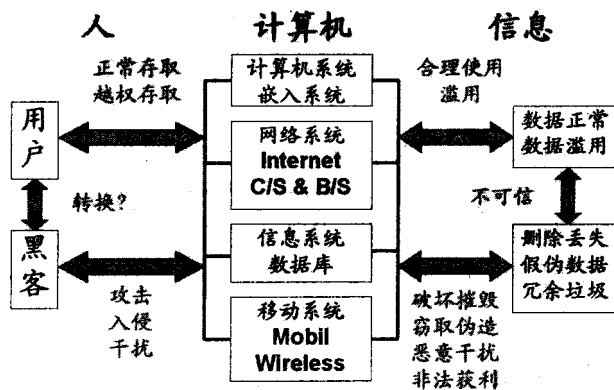 人
计算机
信息
正常存取
越权存取
计算机系统
嵌入系统
合理使用
滥用
用户
网络系统
Internet
C/S & B/S
数据正常
数据滥用
转换?
不可信
黑客
信息系统
数据库
删除丢失
假伪数据
冗余垃圾
攻击
入侵
干扰
移动系统
Mobil
Wireless
破坏摧毁
窃取伪造
恶意干扰
非法获利